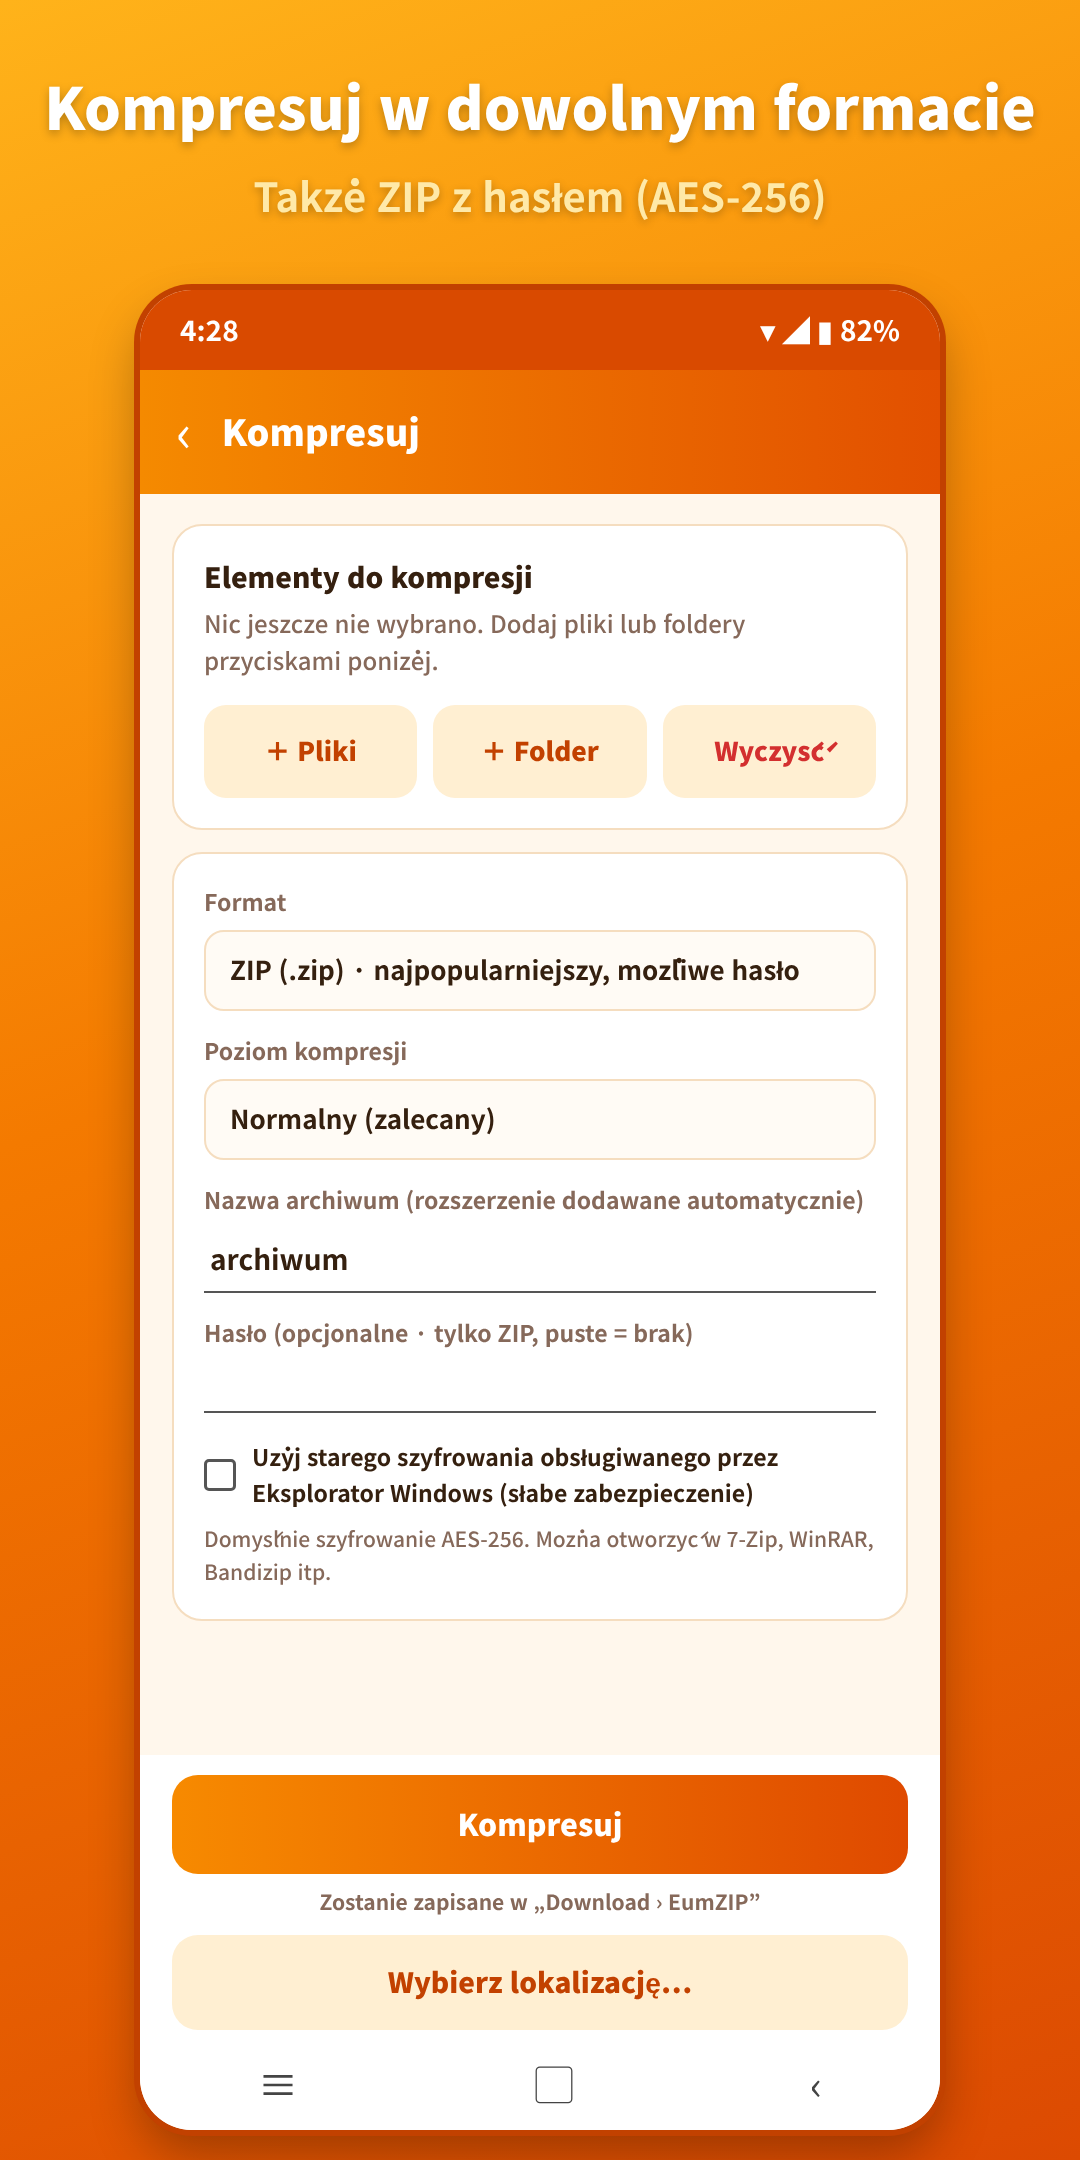 Kompresuj w dowolnym formacie
Także ZIP z hasłem (AES-256)
4:28
82%
Kompresuj
Elementy do kompresji
Nic jeszcze nie wybrano. Dodaj pliki lub foldery
przyciskami poniżej.
+ Pliki
+ Folder
Wyczyść
Format
ZIP (.zip) · najpopularniejszy, możliwe hasło
Poziom kompresji
Normalny (zalecany)
Nazwa archiwum (rozszerzenie dodawane automatycznie)
archiwum
Hasło (opcjonalne · tylko ZIP, puste = brak)
Użyj starego szyfrowania obsługiwanego przez
Eksplorator Windows (słabe zabezpieczenie)
Domyślnie szyfrowanie AES-256. Można otworzyć w 7-Zip, WinRAR,
Bandizip itp.
Kompresuj
Zostanie zapisane w „Download › EumZIP”
Wybierz lokalizację…